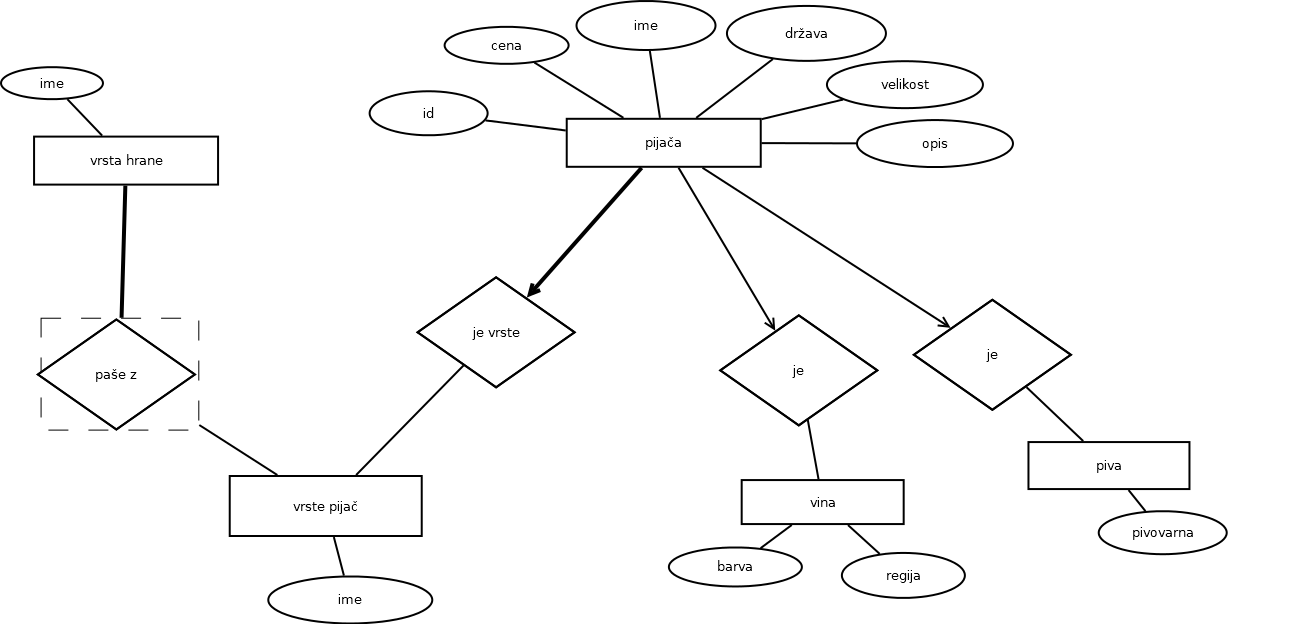 ime
država
cena
ime
velikost
id
pijača
opis
vrsta hrane
je vrste
je
je
paše z
piva
vina
vrste pijač
pivovarna
barva
regija
ime